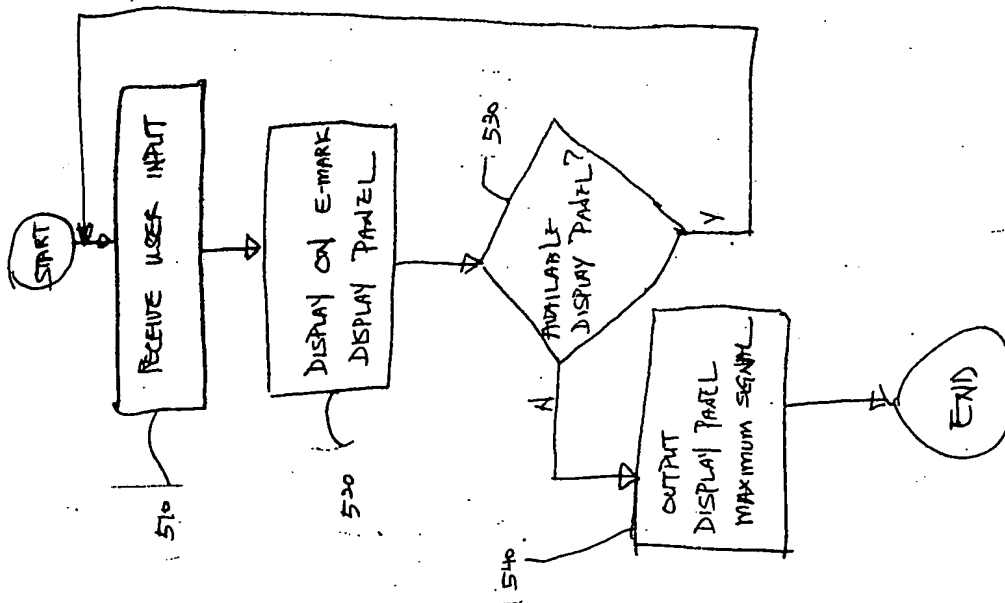 START
RECEIVE USER INPUT
510
DISPLAY ON E-MARK
DISPLAY PANEL
520
AVAILABLE
DISPLAY PANEL?
530
Y
N
OUTPUT
DISPLAY PANEL
MAXIMUM SIGNAL
540
END